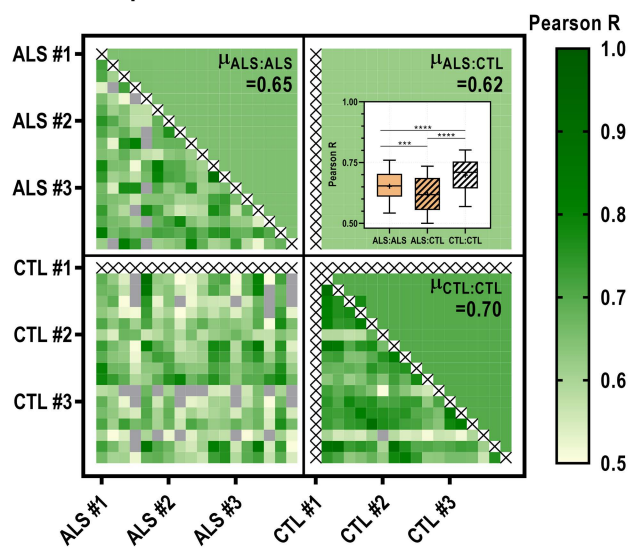 Pearson R
ALS #1
ALS #2
ALS #3
CTL #1
CTL #2
CTL #3
μALS:ALS
=0.65
μALS:CTL
=0.62
μCTL:CTL
=0.70
Pearson R
1.00
0.75
0.50
****
***
****
ALS:ALS
ALS:CTL
CTL:CTL
1.0
0.9
0.8
0.7
0.6
0.5
ALS #1
ALS #2
ALS #3
CTL #1
CTL #2
CTL #3